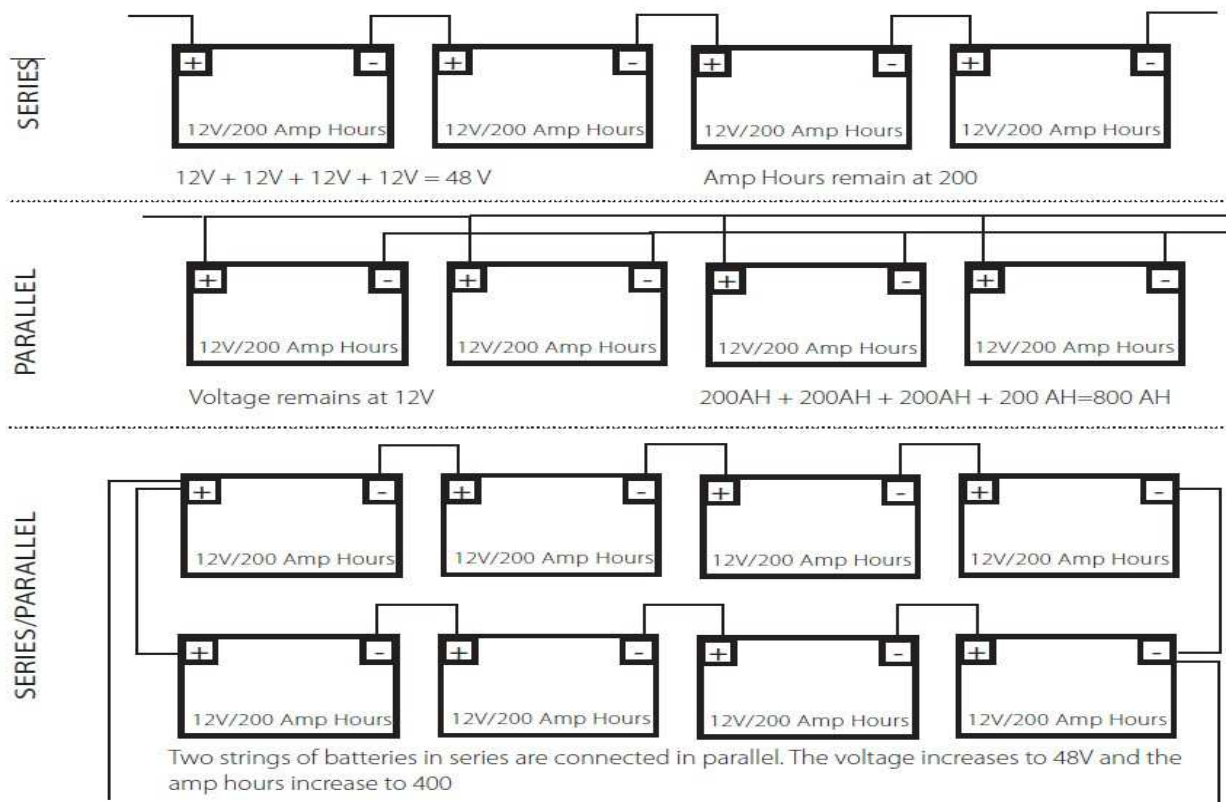 SERIES
+ - + - + - + -
12V/200 Amp Hours 12V/200 Amp Hours 12V/200 Amp Hours 12V/200 Amp Hours
12V + 12V + 12V + 12V = 48 V
Amp Hours remain at 200
PARALLEL
+ - + - + - + -
12V/200 Amp Hours 12V/200 Amp Hours 12V/200 Amp Hours 12V/200 Amp Hours
Voltage remains at 12V
200AH + 200AH + 200AH + 200 AH=800 AH
SERIES/PARALLEL
+ - + - + - + -
12V/200 Amp Hours 12V/200 Amp Hours 12V/200 Amp Hours 12V/200 Amp Hours
+ - + - + - + -
12V/200 Amp Hours 12V/200 Amp Hours 12V/200 Amp Hours 12V/200 Amp Hours
Two strings of batteries in series are connected in parallel. The voltage increases to 48V and the
amp hours increase to 400